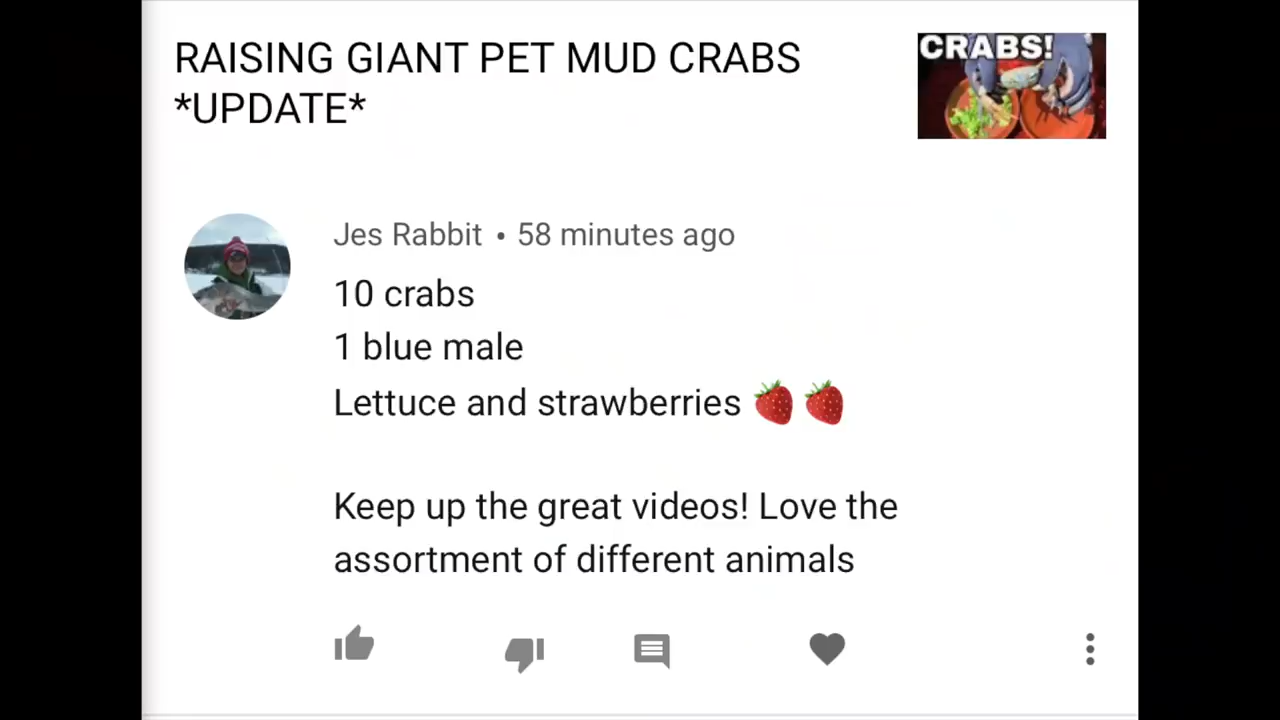 RAISING GIANT PET MUD CRABS
*UPDATE*
CRABS!
Jes Rabbit • 58 minutes ago
10 crabs
1 blue male
Lettuce and strawberries 🍓🍓
Keep up the great videos! Love the
assortment of different animals